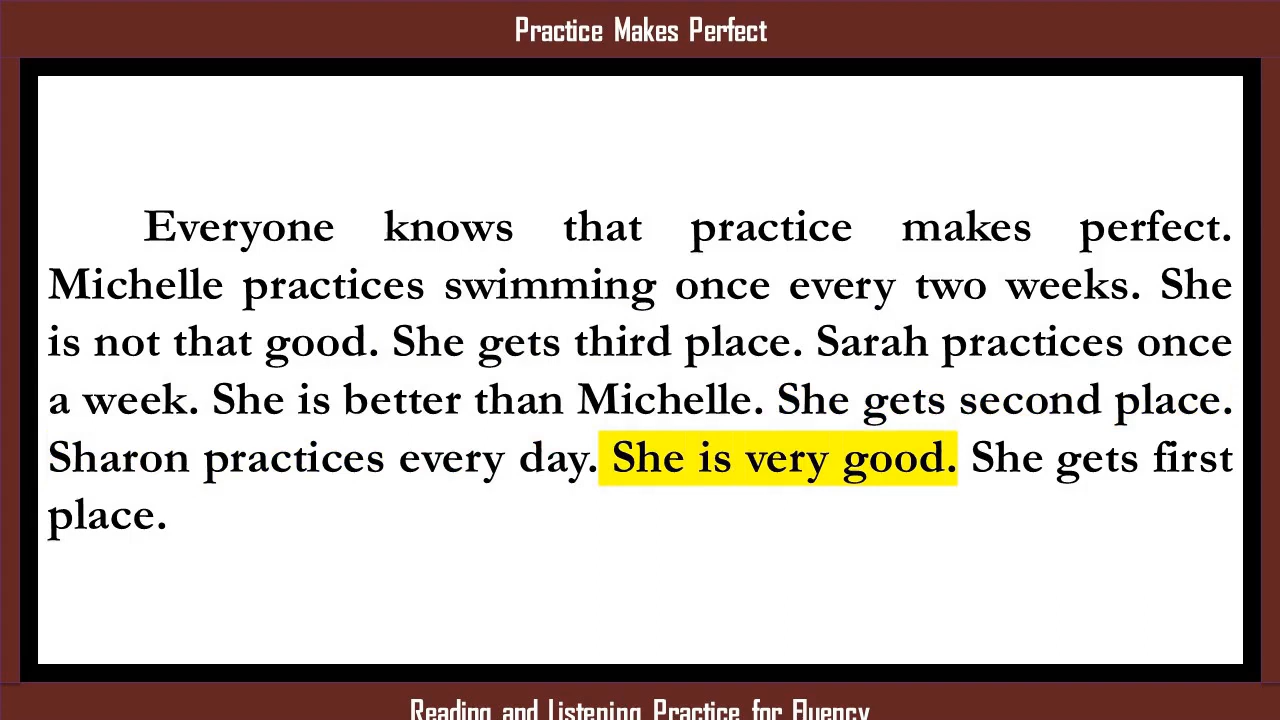 Practice Makes Perfect
Everyone knows that practice makes perfect.
Michelle practices swimming once every two weeks. She
is not that good. She gets third place. Sarah practices once
a week. She is better than Michelle. She gets second place.
Sharon practices every day. She is very good. She gets first
place.
Reading and Listening Practice for Fluency